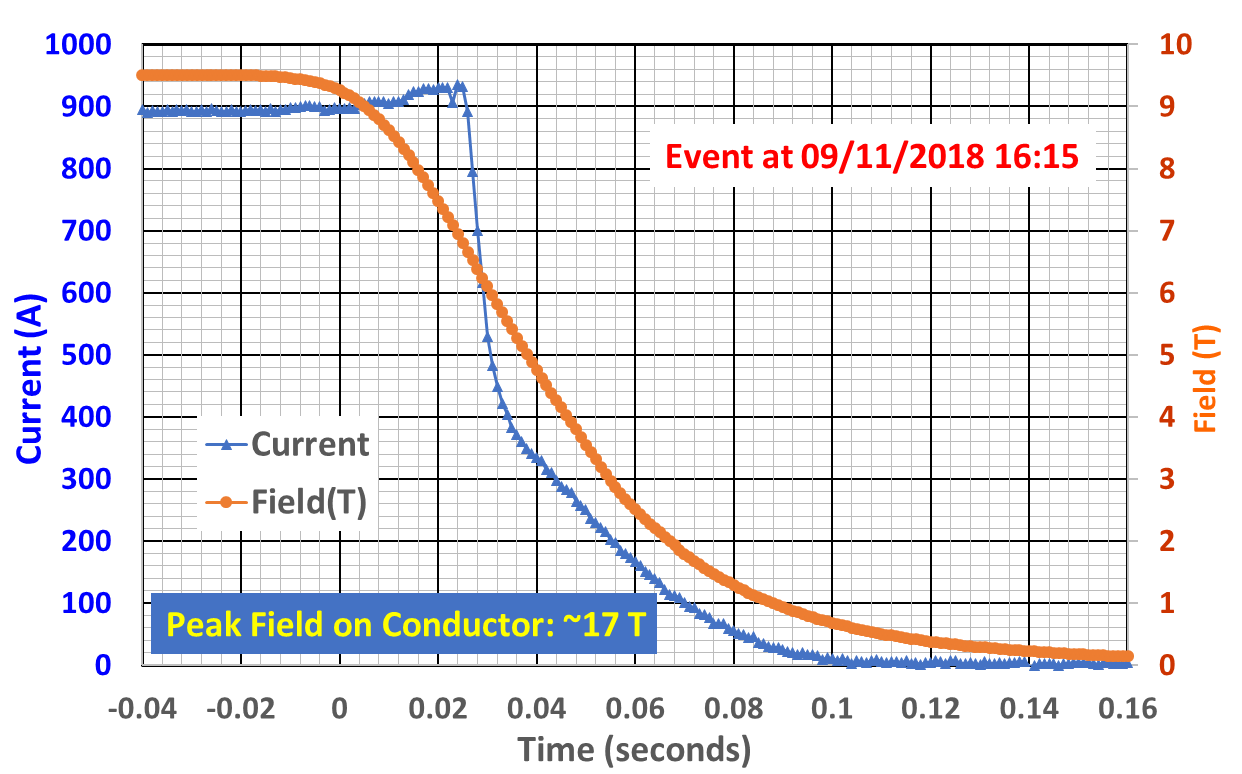 1000
900
800
700
600
500
400
300
200
100
0
Current (A)
10
9
8
7
6
5
4
3
2
1
0
Field (T)
Event at 09/11/2018 16:15
Current
Field(T)
Peak Field on Conductor: ~17 T
-0.04 -0.02 0 0.02 0.04 0.06 0.08 0.1 0.12 0.14 0.16
Time (seconds)